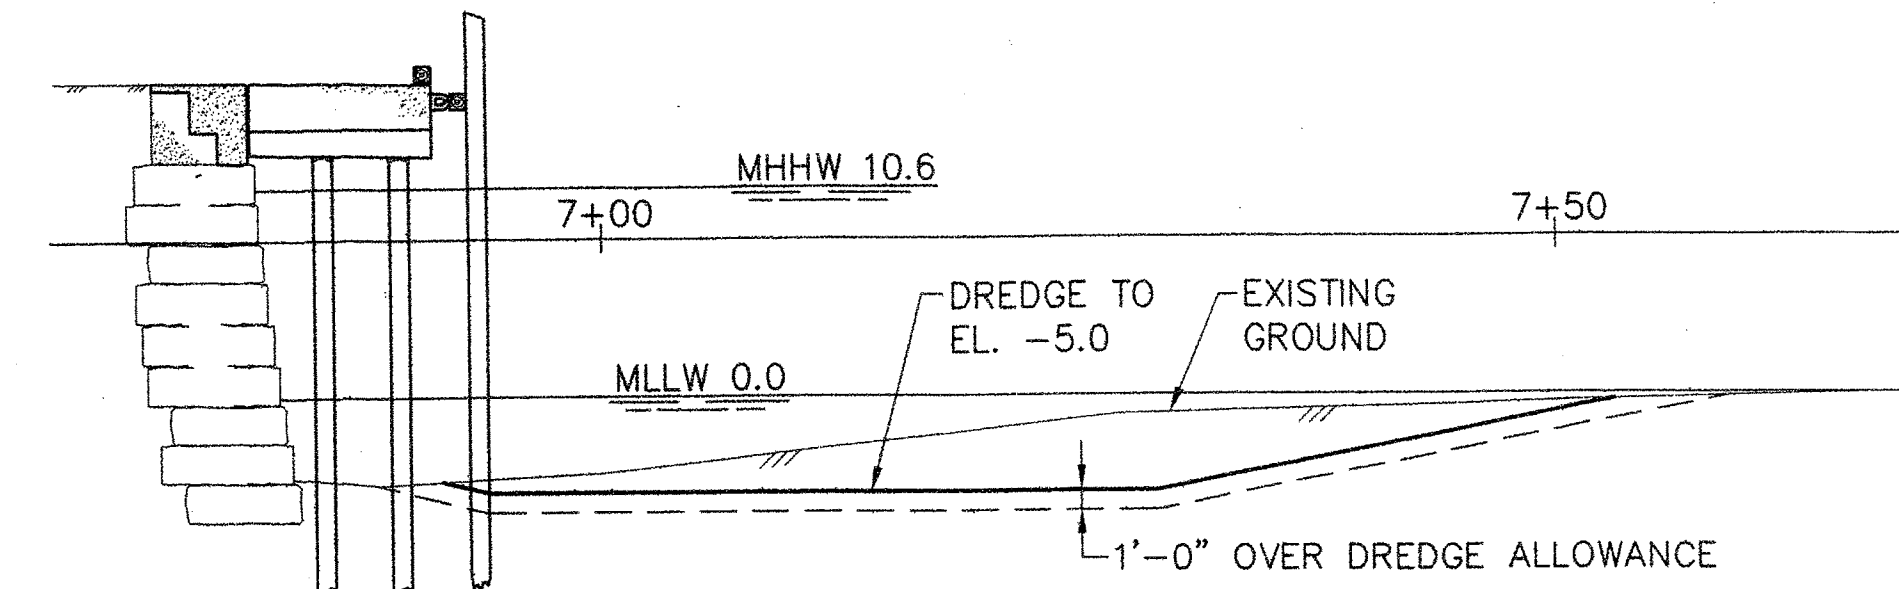 MHHW 10.6
7+00
7+50
DREDGE TO
EL. -5.0
EXISTING
GROUND
MLLW 0.0
1'-0" OVER DREDGE ALLOWANCE